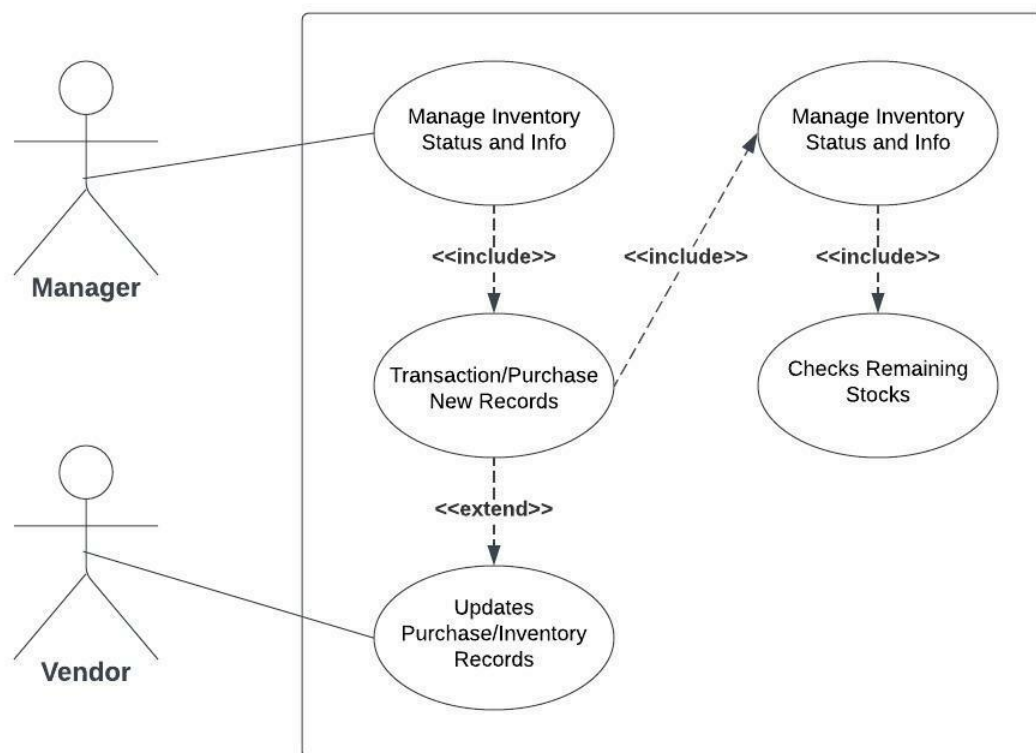 Manage Inventory
Status and Info
Manage Inventory
Status and Info
<<include>>
<<include>>
<<include>>
Manager
Transaction/Purchase
New Records
Checks Remaining
Stocks
<<extend>>
Updates
Purchase/Inventory
Records
Vendor